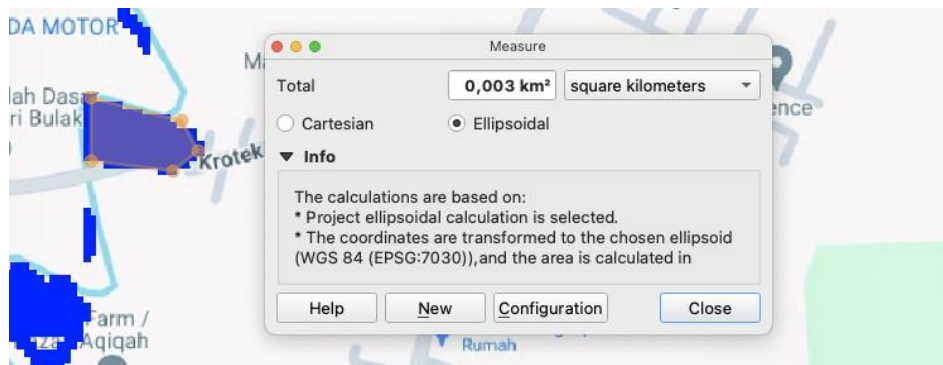 DA MOTOR
Measure
Total
0,003 km²
square kilometers
lah Dasar
ri Bulak
ence
Cartesian
Ellipsoidal
Krotek
Info
The calculations are based on:
* Project ellipsoidal calculation is selected.
* The coordinates are transformed to the chosen ellipsoid
(WGS 84 (EPSG:7030)),and the area is calculated in
Help
New
Configuration
Close
Farm /
Aqiqah
Rumah